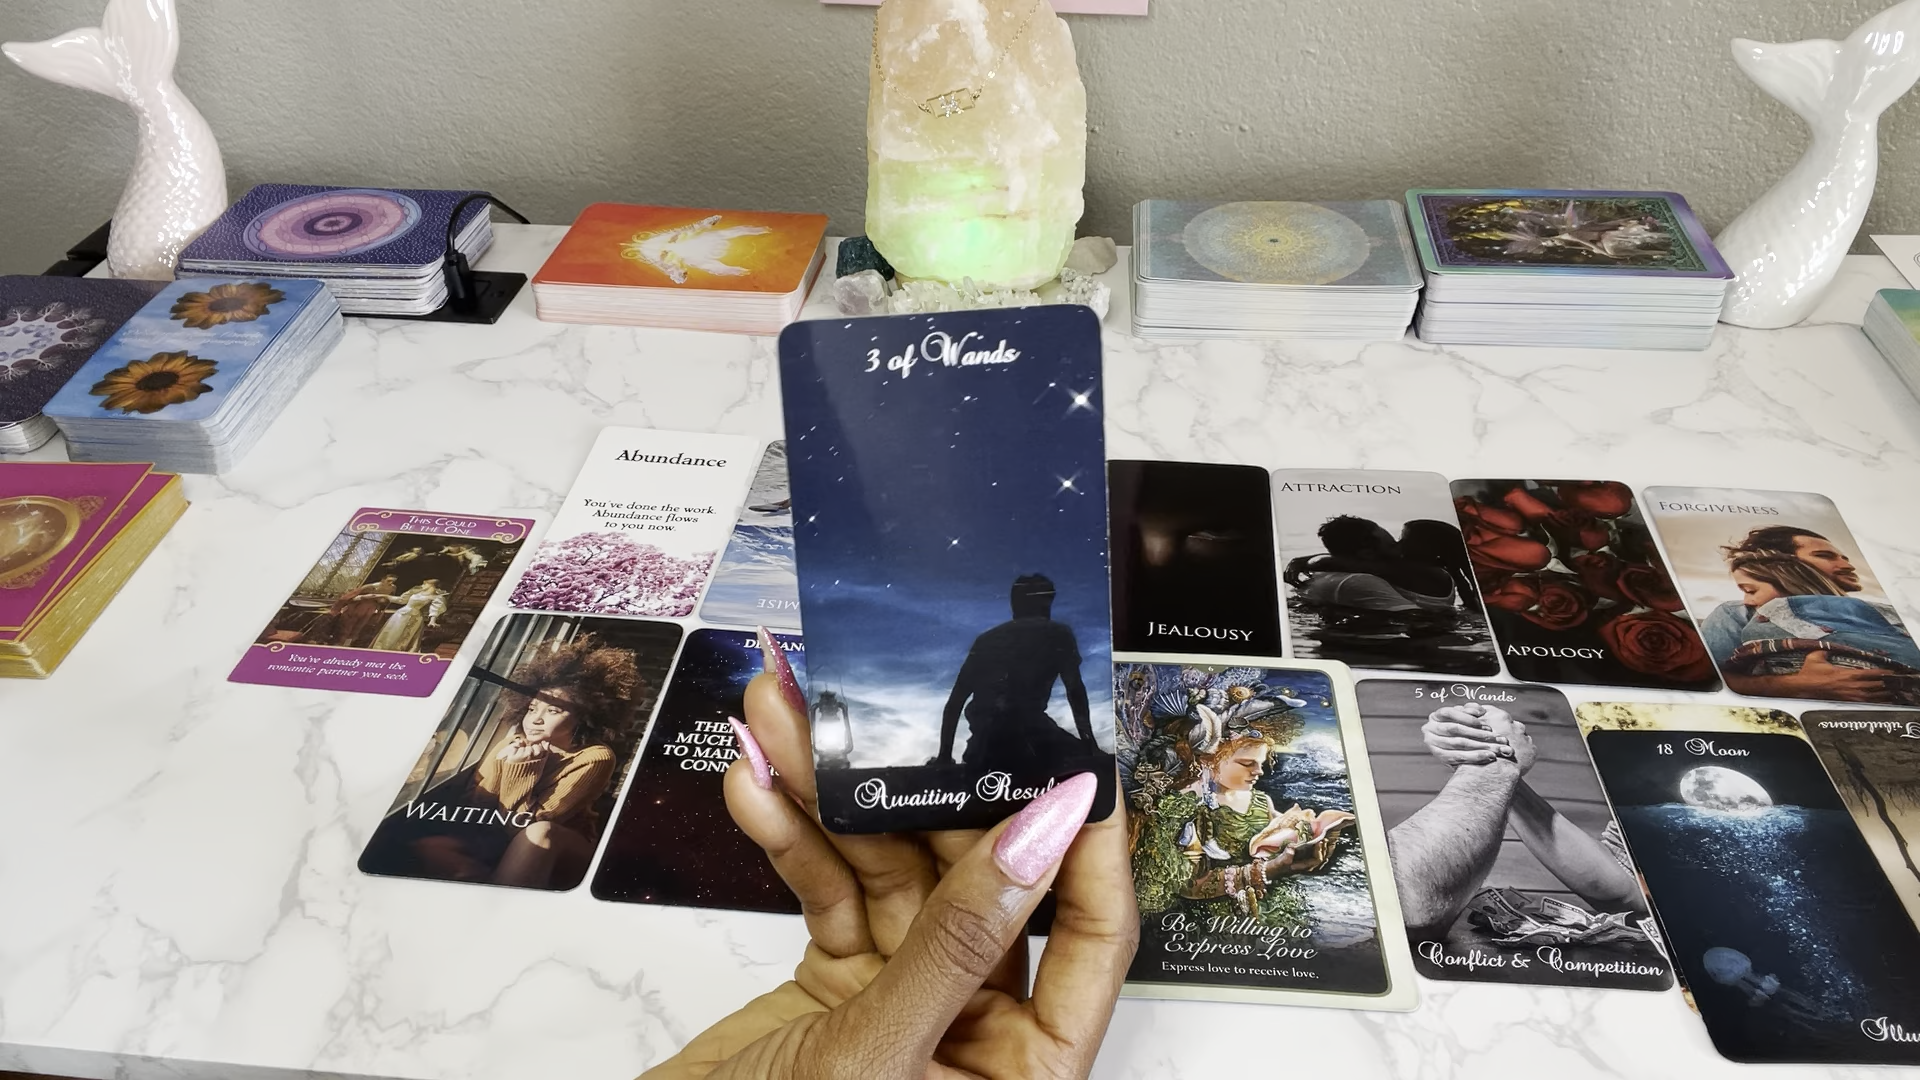 3 of Wands
Awaiting
Abundance
You've done the work.
Abundance flows
to you now.
This Could
Be the One
You've already met the
romantic partner you seek.
WAITING
MUCH
TO MAIN
CONN
JEALOUSY
ATTRACTION
APOLOGY
FORGIVENESS
Be Willing to
Express Love
Express love to receive love.
5 of Wands
Conflict & Competition
18 Moon